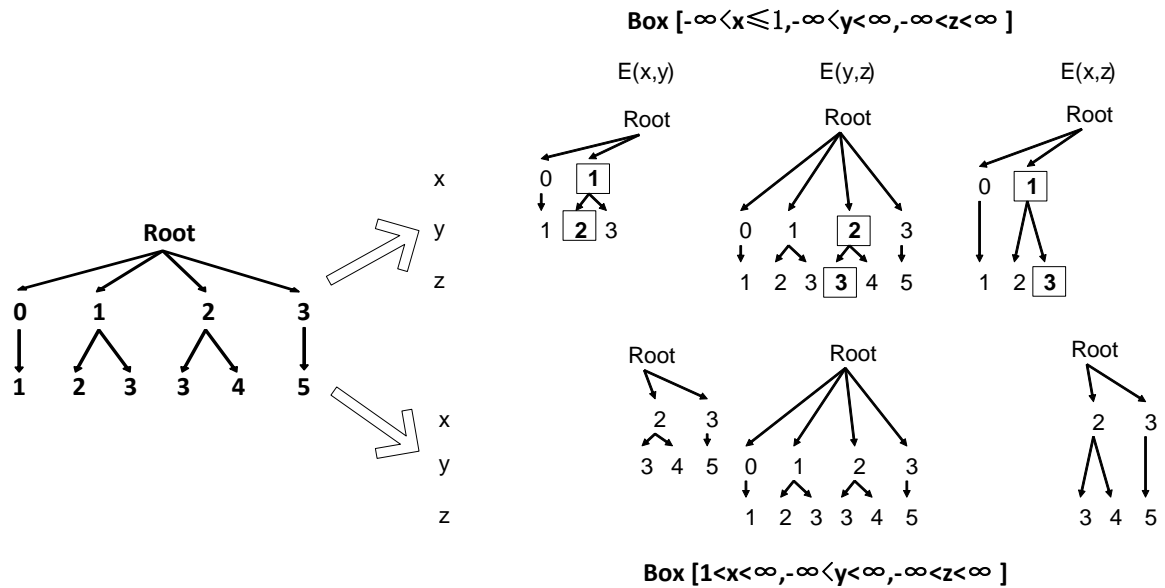 Box [-∞<x≤1,-∞<y<∞,-∞<z<∞ ]
E(x,y) E(y,z) E(x,z)
Root Root Root
x 0 1 0 1
y Root 1 2 3 0 1 2 3
z 1 2 3 3 4 5 1 2 3
0 1 2 3
Root Root Root
1 2 3 3 4 5
x 2 3 2 3
y 3 4 5 0 1 2 3
z 1 2 3 3 4 5 3 4 5
Box [1<x<∞,-∞<y<∞,-∞<z<∞ ]